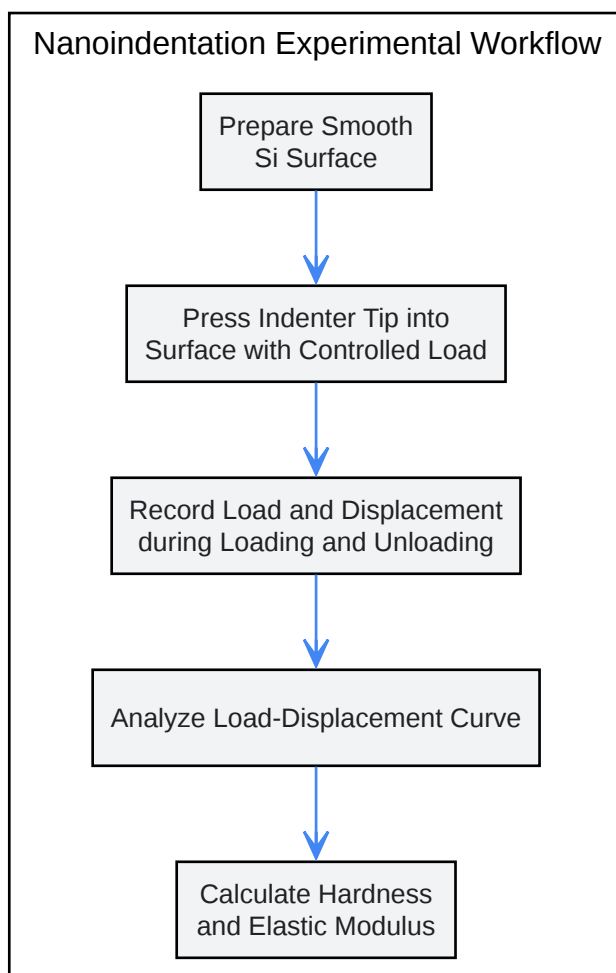 Nanoindentation Experimental Workflow
Prepare Smooth
Si Surface
Press Indenter Tip into
Surface with Controlled Load
Record Load and Displacement
during Loading and Unloading
Analyze Load-Displacement Curve
Calculate Hardness
and Elastic Modulus